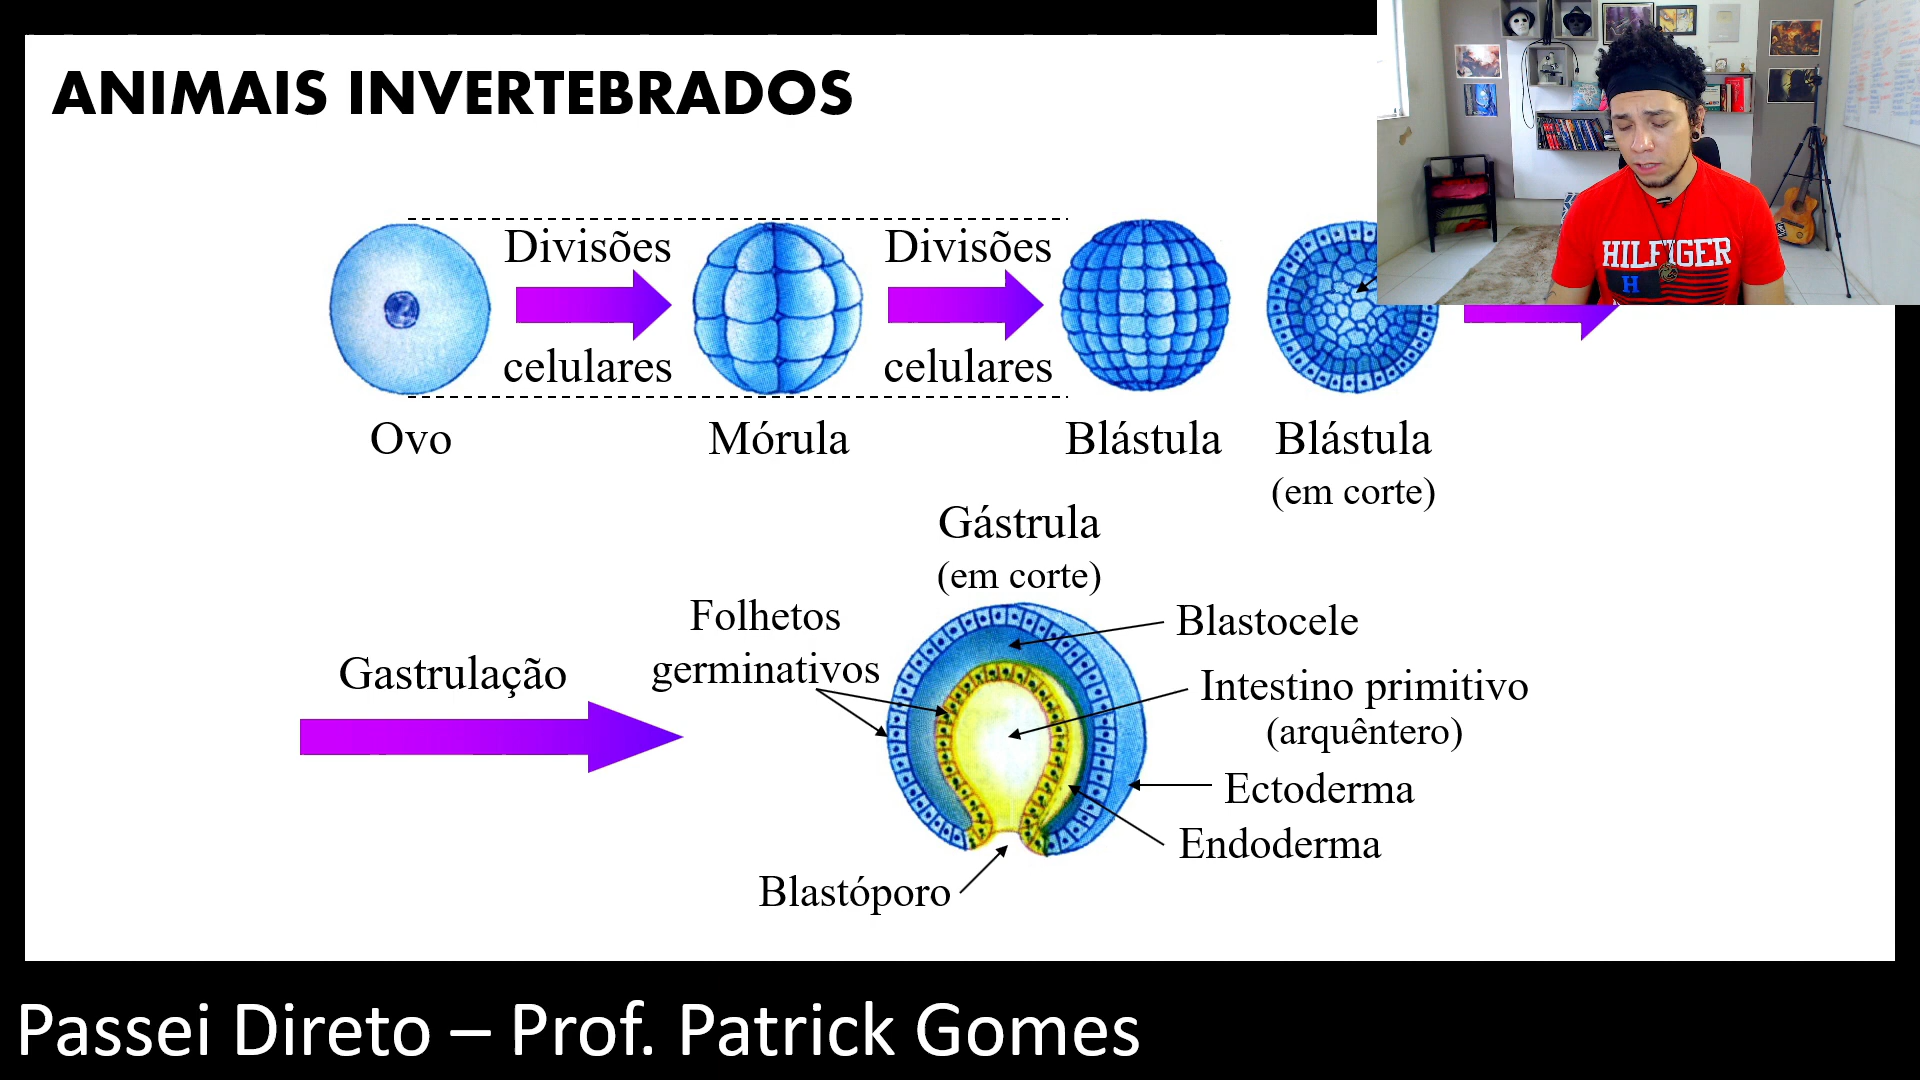 ANIMAIS INVERTEBRADOS
HILFIGER
H
Divisões
celulares
Divisões
celulares
Ovo
Mórula
Blástula
Blástula
(em corte)
Gástrula
(em corte)
Folhetos
germinativos
Gastrulação
Blastocele
Intestino primitivo
(arquêntero)
Ectoderma
Endoderma
Blastóporo
Passei Direto – Prof. Patrick Gomes